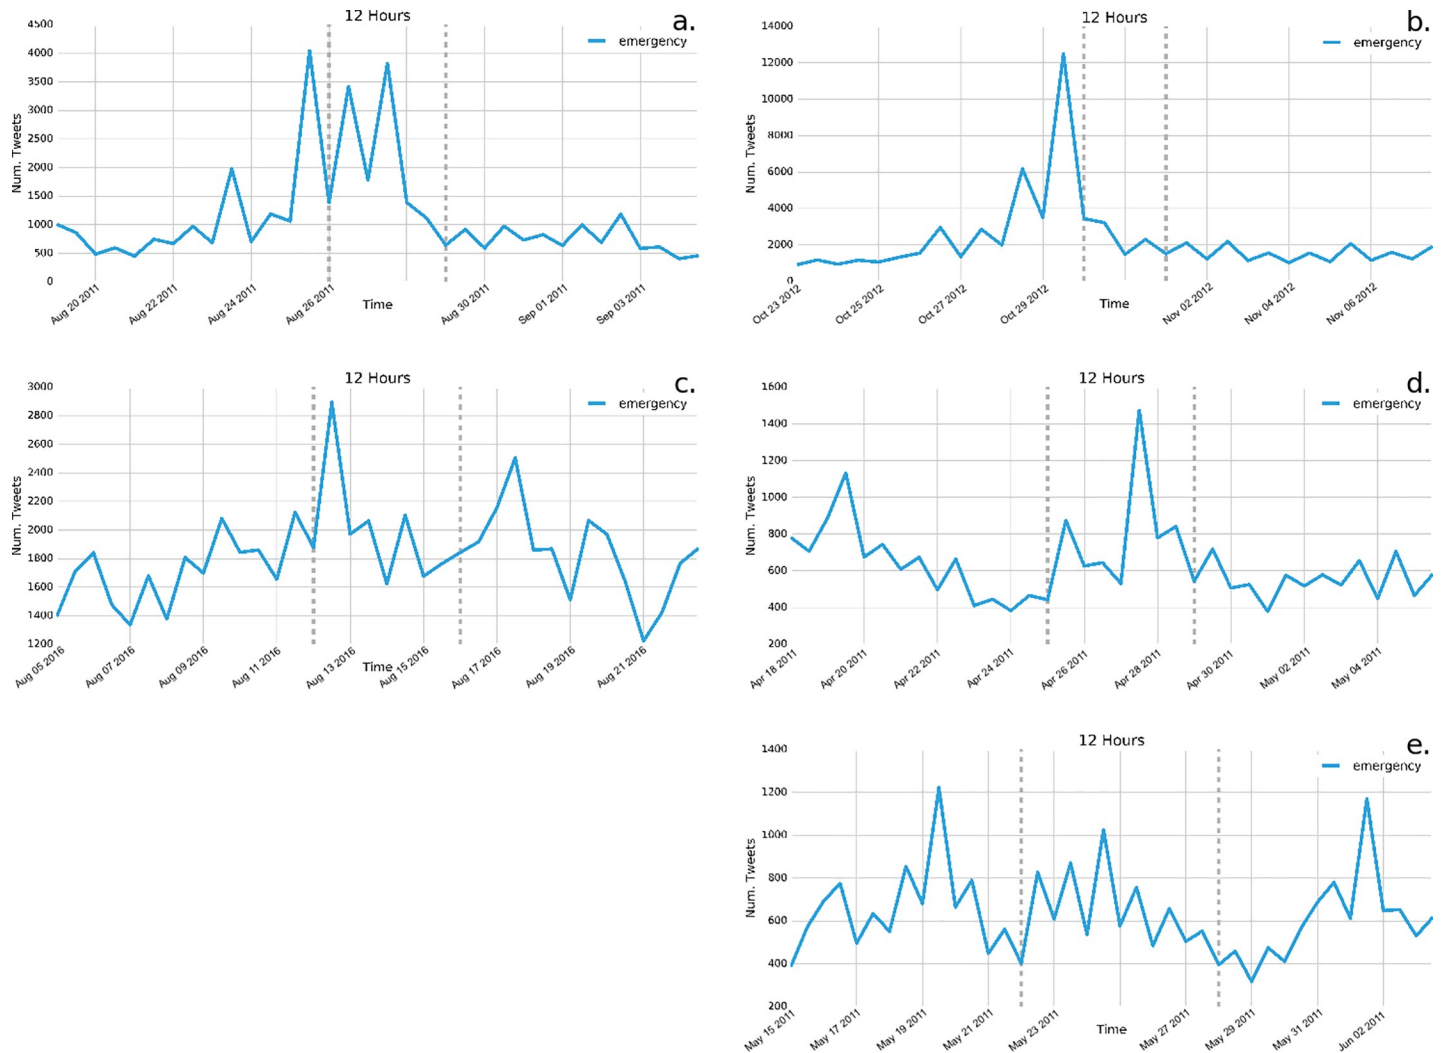 12 Hours
a.
emergency
4500
4000
3500
3000
2500
2000
1500
1000
500
0
Num. Tweets
Aug 20 2011
Aug 22 2011
Aug 24 2011
Aug 26 2011
Aug 30 2011
Sep 01 2011
Sep 03 2011
Time
12 Hours
b.
emergency
14000
12000
10000
8000
6000
4000
2000
0
Num. Tweets
Oct 23 2012
Oct 25 2012
Oct 27 2012
Oct 29 2012
Nov 02 2012
Nov 04 2012
Nov 06 2012
Time
12 Hours
c.
emergency
3000
2800
2600
2400
2200
2000
1800
1600
1400
1200
Num. Tweets
Aug 05 2016
Aug 07 2016
Aug 09 2016
Aug 11 2016
Aug 13 2016
Aug 15 2016
Aug 17 2016
Aug 19 2016
Aug 21 2016
Time
12 Hours
d.
emergency
1600
1400
1200
1000
800
600
400
200
Num. Tweets
Apr 18 2011
Apr 20 2011
Apr 22 2011
Apr 24 2011
Apr 26 2011
Apr 28 2011
Apr 30 2011
May 02 2011
May 04 2011
12 Hours
e.
emergency
1400
1200
1000
800
600
400
200
Num. Tweets
May 15 2011
May 17 2011
May 19 2011
May 21 2011
May 23 2011
May 27 2011
May 29 2011
May 31 2011
Jun 02 2011
Time